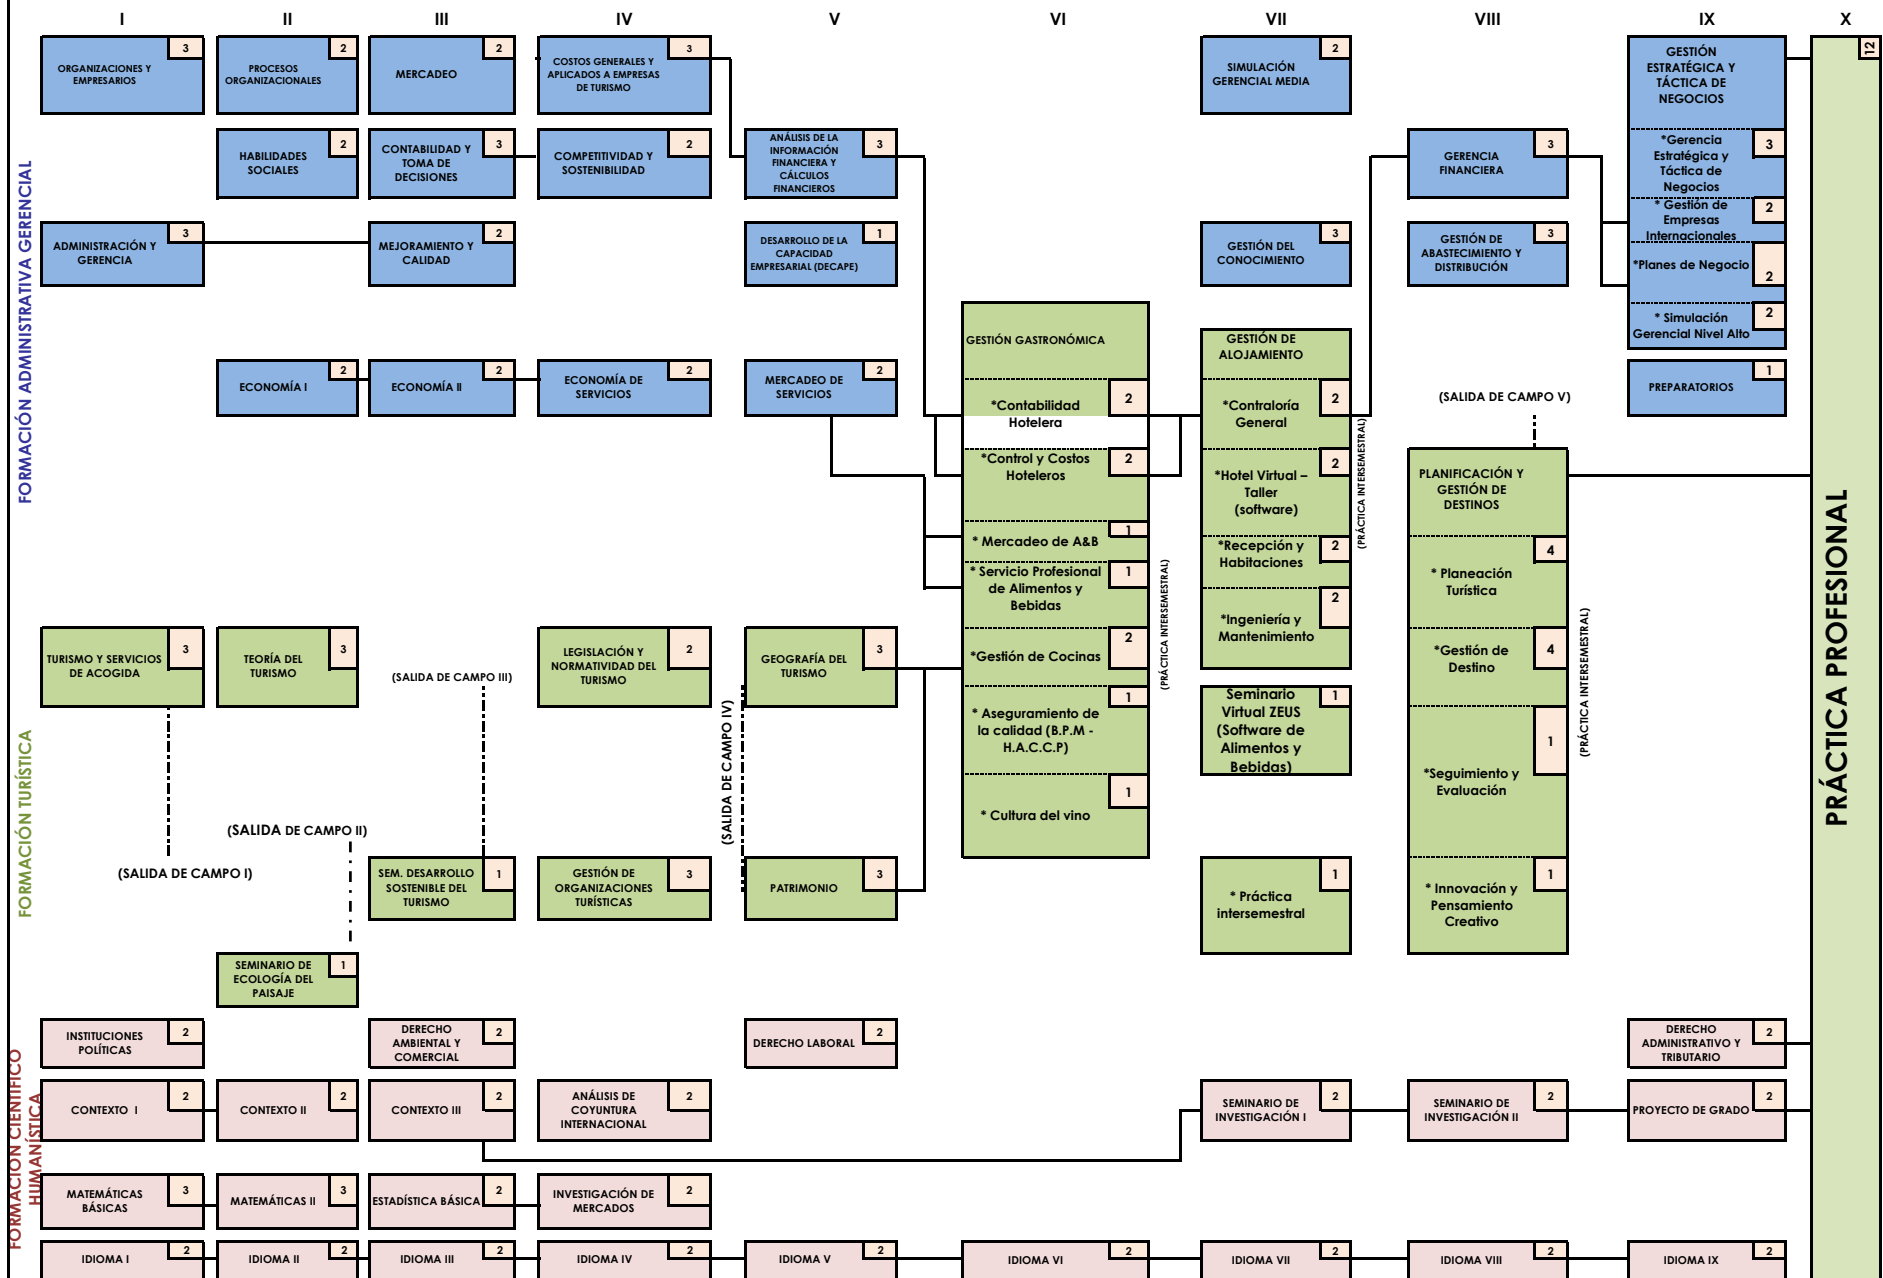 I
II
III
IV
V
VI
VII
VIII
IX
X
FORMACIÓN ADMINISTRATIVA GERENCIAL
ORGANIZACIONES Y
EMPRESARIOS
3
PROCESOS
ORGANIZACIONALES
2
MERCADEO
2
COSTOS GENERALES Y
APLICADOS A EMPRESAS
DE TURISMO
3
SIMULACIÓN
GERENCIAL MEDIA
2
GESTIÓN
ESTRATÉGICA Y
TÁCTICA DE
NEGOCIOS
12
HABILIDADES
SOCIALES
2
CONTABILIDAD Y
TOMA DE
DECISIONES
3
COMPETITIVIDAD Y
SOSTENIBILIDAD
2
ANÁLISIS DE LA
INFORMACIÓN
FINANCIERA Y
CÁLCULOS
FINANCIEROS
3
GERENCIA
FINANCIERA
3
*Gerencia
Estratégica y
Táctica de
Negocios
3
* Gestión de
Empresas
Internacionales
2
ADMINISTRACIÓN Y
GERENCIA
3
MEJORAMIENTO Y
CALIDAD
2
DESARROLLO DE LA
CAPACIDAD
EMPRESARIAL (DECAPE)
1
GESTIÓN DEL
CONOCIMIENTO
3
GESTIÓN DE
ABASTECIMIENTO Y
DISTRIBUCIÓN
3
*Planes de Negocio
2
* Simulación
Gerencial Nivel Alto
2
ECONOMÍA I
2
ECONOMÍA II
2
ECONOMÍA DE
SERVICIOS
2
MERCADEO DE
SERVICIOS
2
PREPARATORIOS
1
GESTIÓN GASTRONÓMICA
*Contabilidad
Hotelera
2
*Control y Costos
Hoteleros
2
* Mercadeo de A&B
1
* Servicio Profesional
de Alimentos y
Bebidas
1
*Gestión de Cocinas
2
* Aseguramiento de
la calidad (B.P.M -
H.A.C.C.P)
1
* Cultura del vino
1
(PRÁCTICA INTERSEMESTRAL)
GESTIÓN DE
ALOJAMIENTO
*Contraloría
General
2
*Hotel Virtual –
Taller
(software)
2
*Recepción y
Habitaciones
2
*Ingeniería y
Mantenimiento
2
(PRÁCTICA INTERSEMESTRAL)
Seminario
Virtual ZEUS
(Software de
Alimentos y
Bebidas)
1
* Práctica
intersemestral
1
(SALIDA DE CAMPO V)
PLANIFICACIÓN Y
GESTIÓN DE
DESTINOS
* Planeación
Turística
4
*Gestión de
Destino
4
*Seguimiento y
Evaluación
1
* Innovación y
Pensamiento
Creativo
1
(PRÁCTICA INTERSEMESTRAL)
PRÁCTICA PROFESIONAL
FORMACIÓN TURÍSTICA
TURISMO Y SERVICIOS
DE ACOGIDA
3
TEORÍA DEL
TURISMO
3
(SALIDA DE CAMPO III)
LEGISLACIÓN Y
NORMATIVIDAD DEL
TURISMO
2
GEOGRAFÍA DEL
TURISMO
3
(SALIDA DE CAMPO IV)
(SALIDA DE CAMPO II)
(SALIDA DE CAMPO I)
SEM. DESARROLLO
SOSTENIBLE DEL
TURISMO
1
GESTIÓN DE
ORGANIZACIONES
TURÍSTICAS
3
PATRIMONIO
3
SEMINARIO DE
ECOLOGÍA DEL
PAISAJE
1
FORMACIÓN CIENTIFICO
HUMANÍSTICA
INSTITUCIONES
POLÍTICAS
2
DERECHO
AMBIENTAL Y
COMERCIAL
2
DERECHO LABORAL
2
DERECHO
ADMINISTRATIVO Y
TRIBUTARIO
2
CONTEXTO I
2
CONTEXTO II
2
CONTEXTO III
2
ANÁLISIS DE
COYUNTURA
INTERNACIONAL
2
SEMINARIO DE
INVESTIGACIÓN I
2
SEMINARIO DE
INVESTIGACIÓN II
2
PROYECTO DE GRADO
2
MATEMÁTICAS
BÁSICAS
3
MATEMÁTICAS II
3
ESTADÍSTICA BÁSICA
2
INVESTIGACIÓN DE
MERCADOS
2
IDIOMA I
2
IDIOMA II
2
IDIOMA III
2
IDIOMA IV
2
IDIOMA V
2
IDIOMA VI
2
IDIOMA VII
2
IDIOMA VIII
2
IDIOMA IX
2